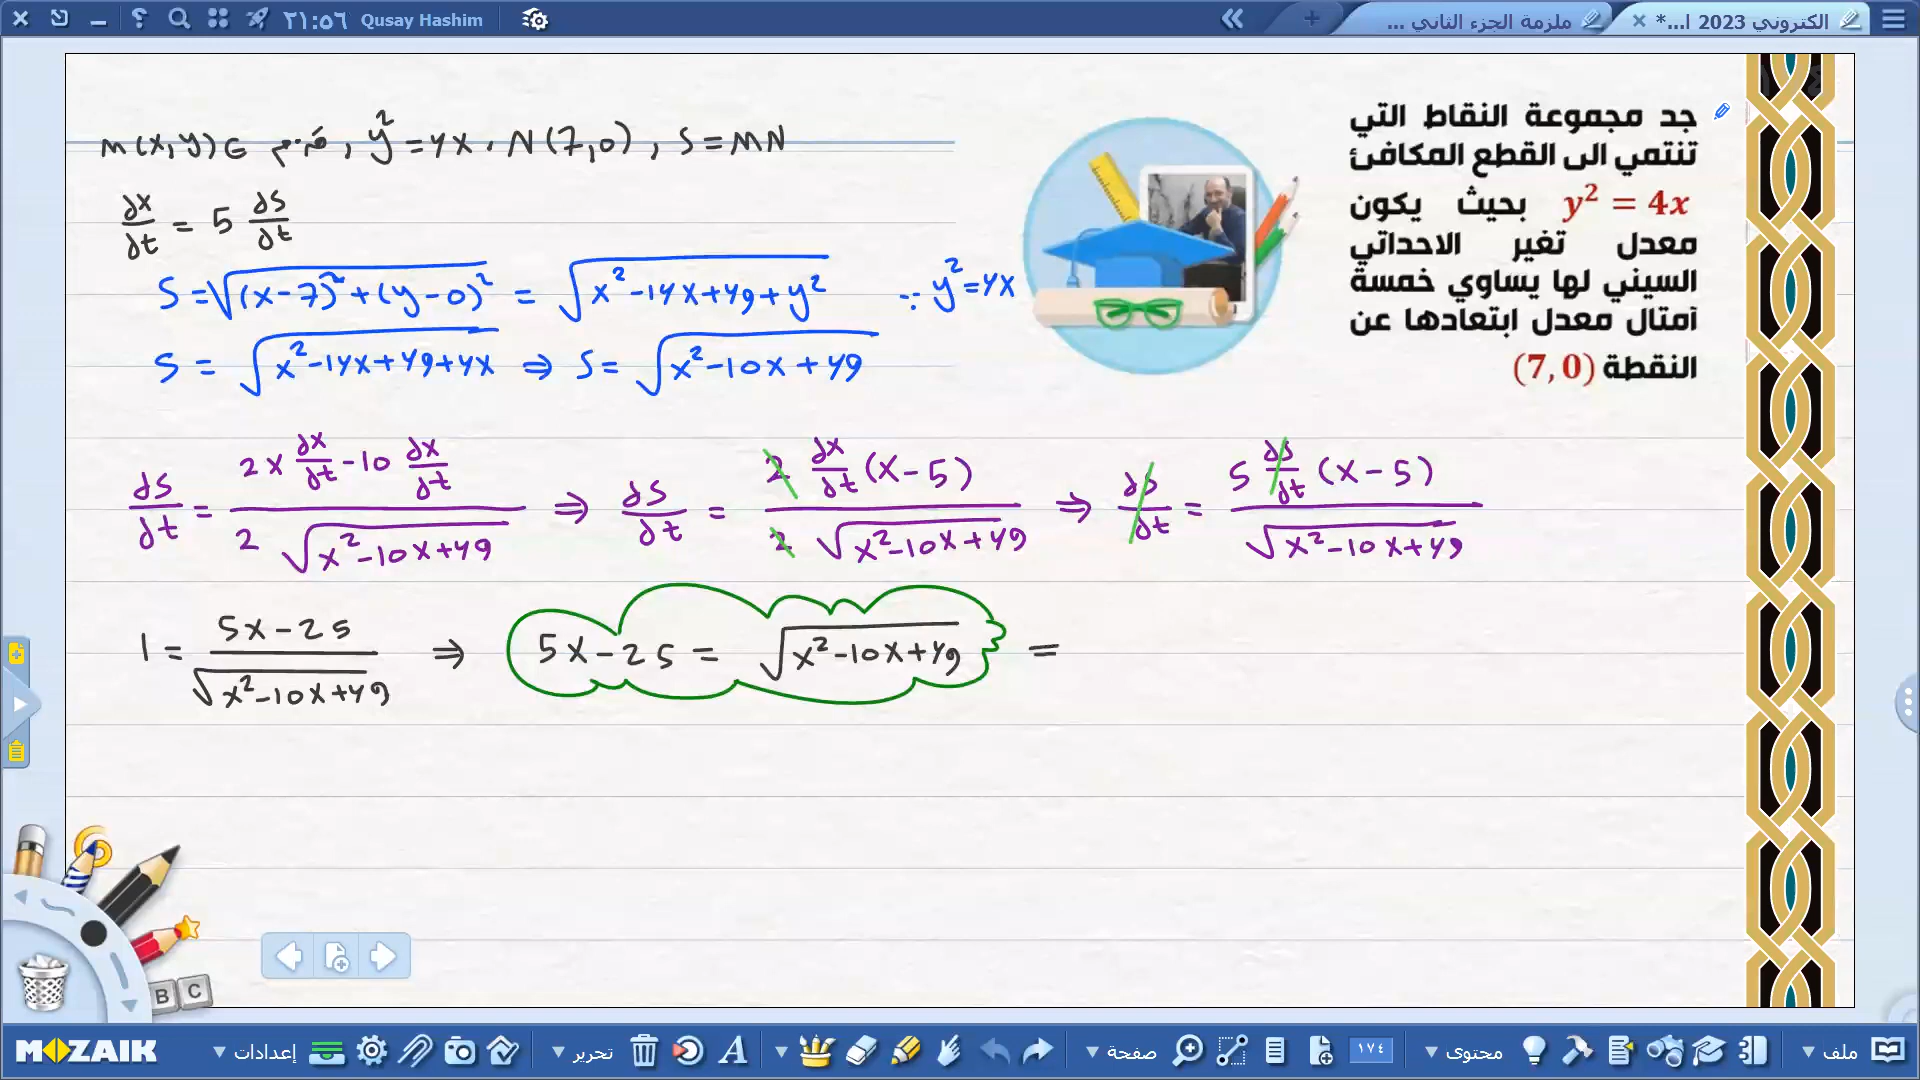 ٢١:٥٦ Qusay Hashim
ملزمة الجزء الثاني ...
الكتروني 2023 ا...*
m(x,y)∈ , y² = 4x . N(7,0) , S = MN
dx/dt = 5 ds/dt
S = √((x-7)² + (y-0)²) = √(x² - 14x + 49 + y²) ∵ y² = 4x
S = √(x² - 14x + 49 + 4x) ⇒ S = √(x² - 10x + 49)
ds/dt = (2x dx/dt - 10 dx/dt) / (2 √(x² - 10x + 49)) ⇒ ds/dt = (2 dx/dt (x - 5)) / (2 √(x² - 10x + 49)) ⇒ ds/dt = (5 ds/dt (x - 5)) / √(x² - 10x + 49)
1 = (5x - 25) / √(x² - 10x + 49) ⇒ 5x - 25 = √(x² - 10x + 49) =
جد مجموعة النقاط التي
تنتمي الى القطع المكافئ
y² = 4x بحيث يكون
معدل تغير الاحداثي
السيني لها يساوي خمسة
أمثال معدل ابتعادها عن
النقطة (7, 0)
B C
MOZAIK
إعدادات
تحرير
A
صفحة
١٧٤
محتوى
ملف